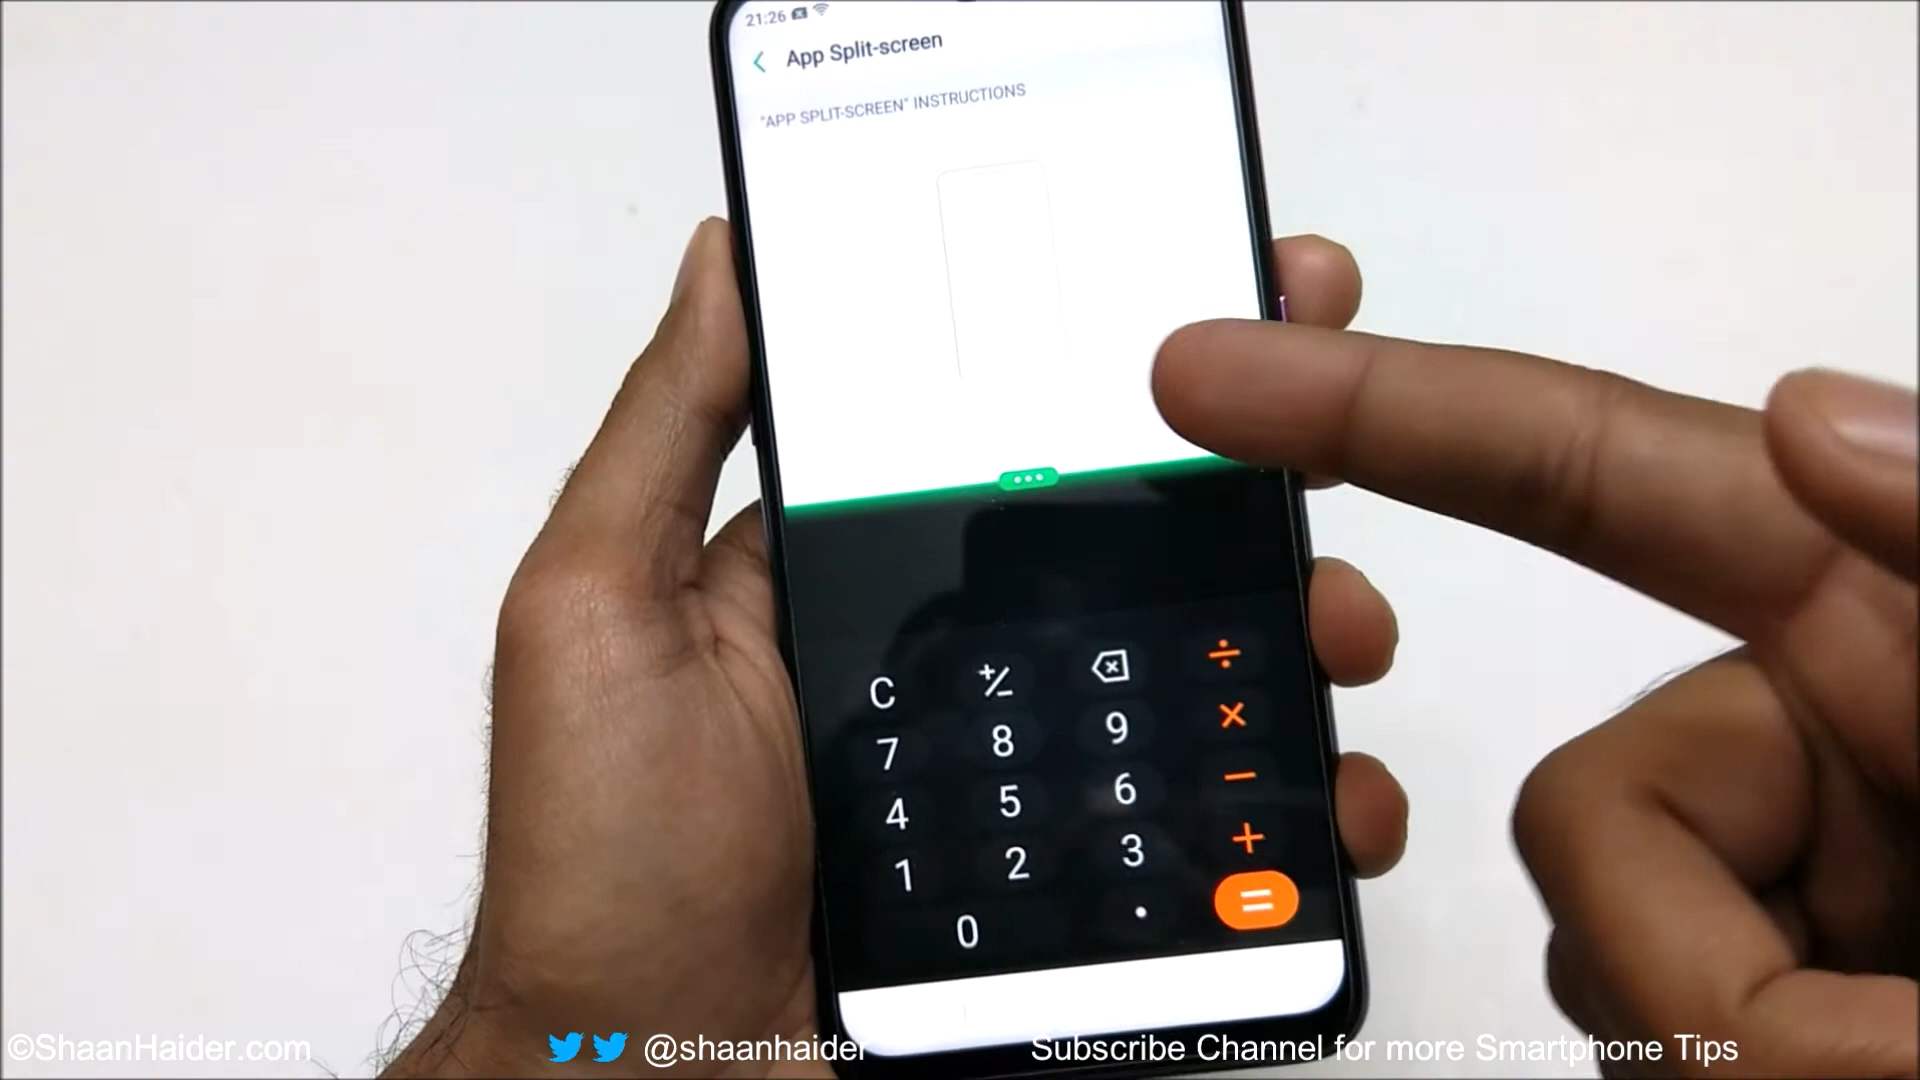 21:26
App Split-screen
"APP SPLIT-SCREEN" INSTRUCTIONS
C +/- ÷
7 8 9 ×
4 5 6 −
1 2 3 +
0 . =
©ShaanHaider.com @shaanhaider Subscribe Channel for more Smartphone Tips